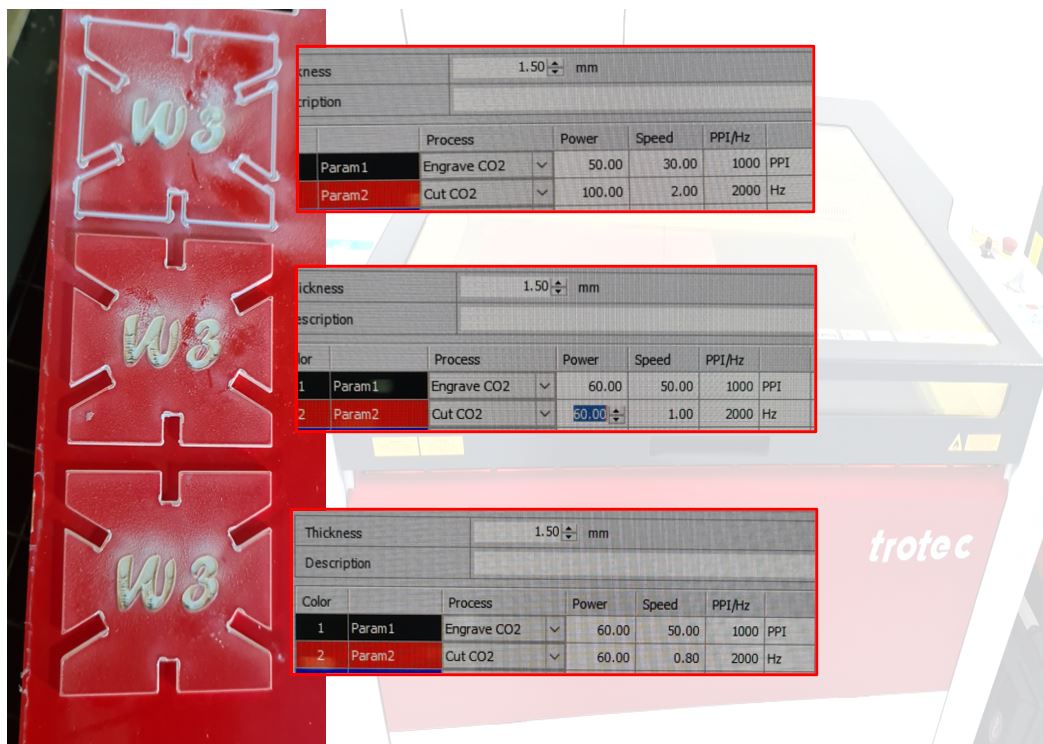 W3
kness 1.50 mm
cription
Process Power Speed PPI/Hz
Param1 Engrave CO2 50.00 30.00 1000 PPI
Param2 Cut CO2 100.00 2.00 2000 Hz
W3
ickness 1.50 mm
escription
lor Process Power Speed PPI/Hz
1 Param1 Engrave CO2 60.00 50.00 1000 PPI
2 Param2 Cut CO2 60.00 1.00 2000 Hz
W3
Thickness 1.50 mm
Description
Color Process Power Speed PPI/Hz
1 Param1 Engrave CO2 60.00 50.00 1000 PPI
2 Param2 Cut CO2 60.00 0.80 2000 Hz
trotec